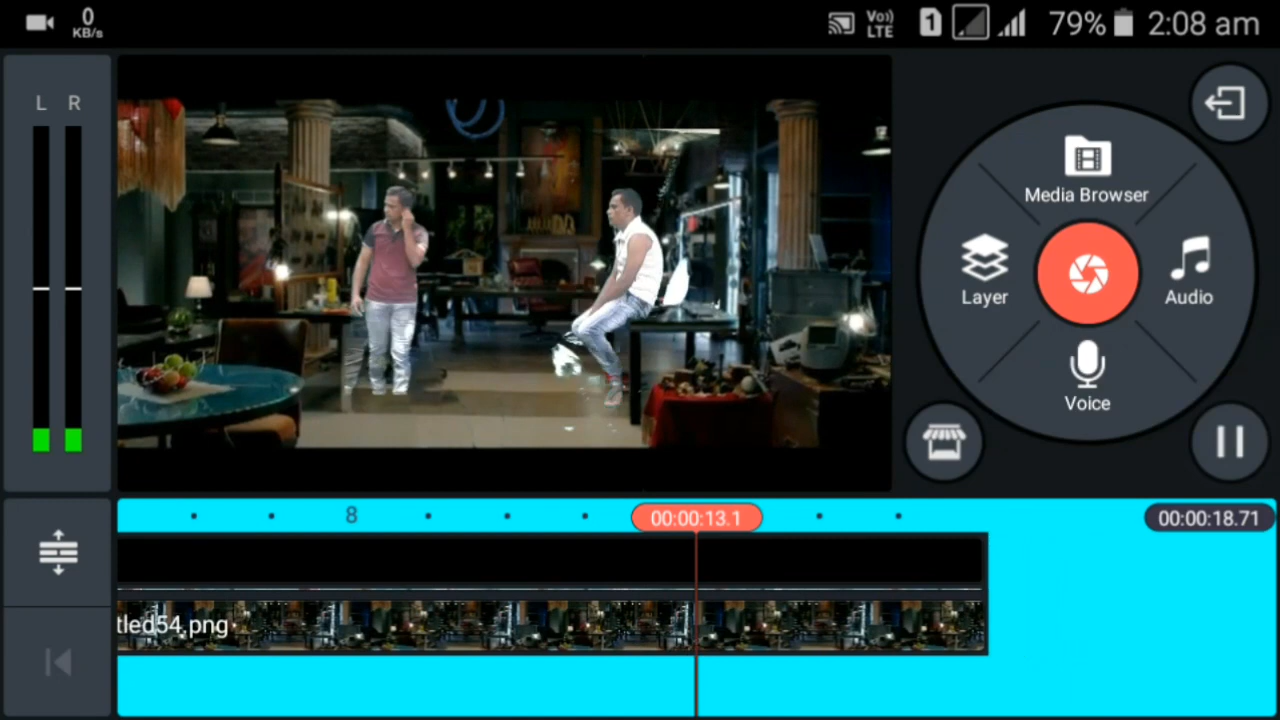 0
KB/s
Vo))
LTE
1
79%
2:08 am
L R
Media Browser
Layer
Audio
Voice
8
00:00:13.1
00:00:18.71
tled54.png